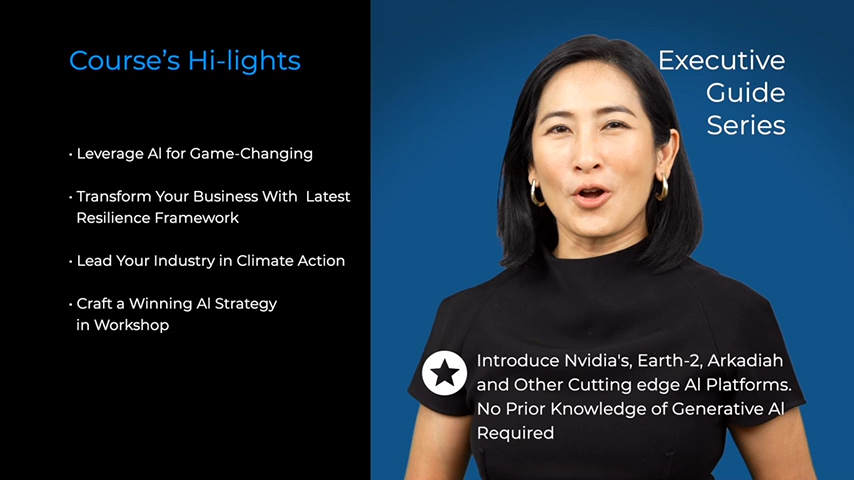 Course's Hi-lights
• Leverage AI for Game-Changing
• Transform Your Business With Latest
Resilience Framework
• Lead Your Industry in Climate Action
• Craft a Winning AI Strategy
in Workshop
Executive
Guide
Series
Introduce Nvidia's, Earth-2, Arkadiah
and Other Cutting edge AI Platforms.
No Prior Knowledge of Generative AI
Required